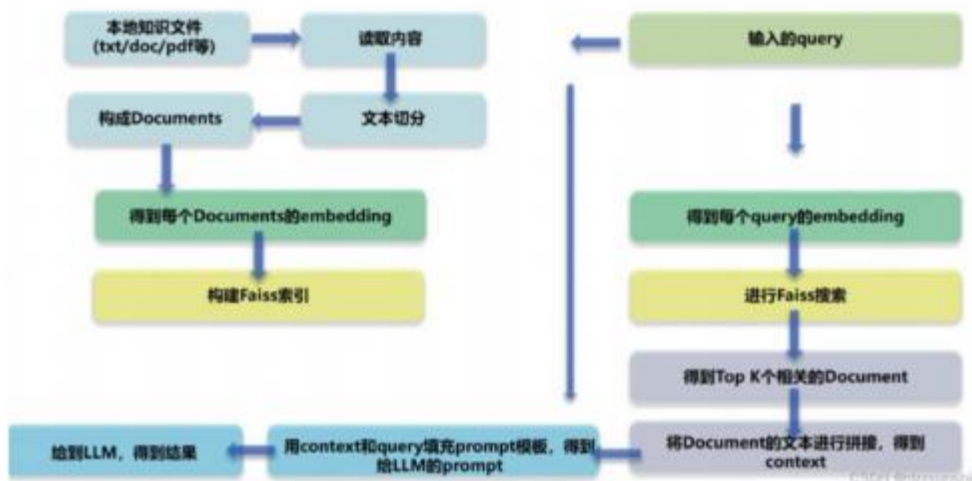 本地知识文件
(txt/doc/pdf等)
读取内容
输入的query
构成Documents
文本切分
得到每个Documents的embedding
得到每个query的embedding
构建Faiss索引
进行Faiss搜索
得到Top K个相关的Document
给到LLM，得到结果
用context和query填充prompt模板，得到
给LLM的prompt
将Document的文本进行拼接，得到
context